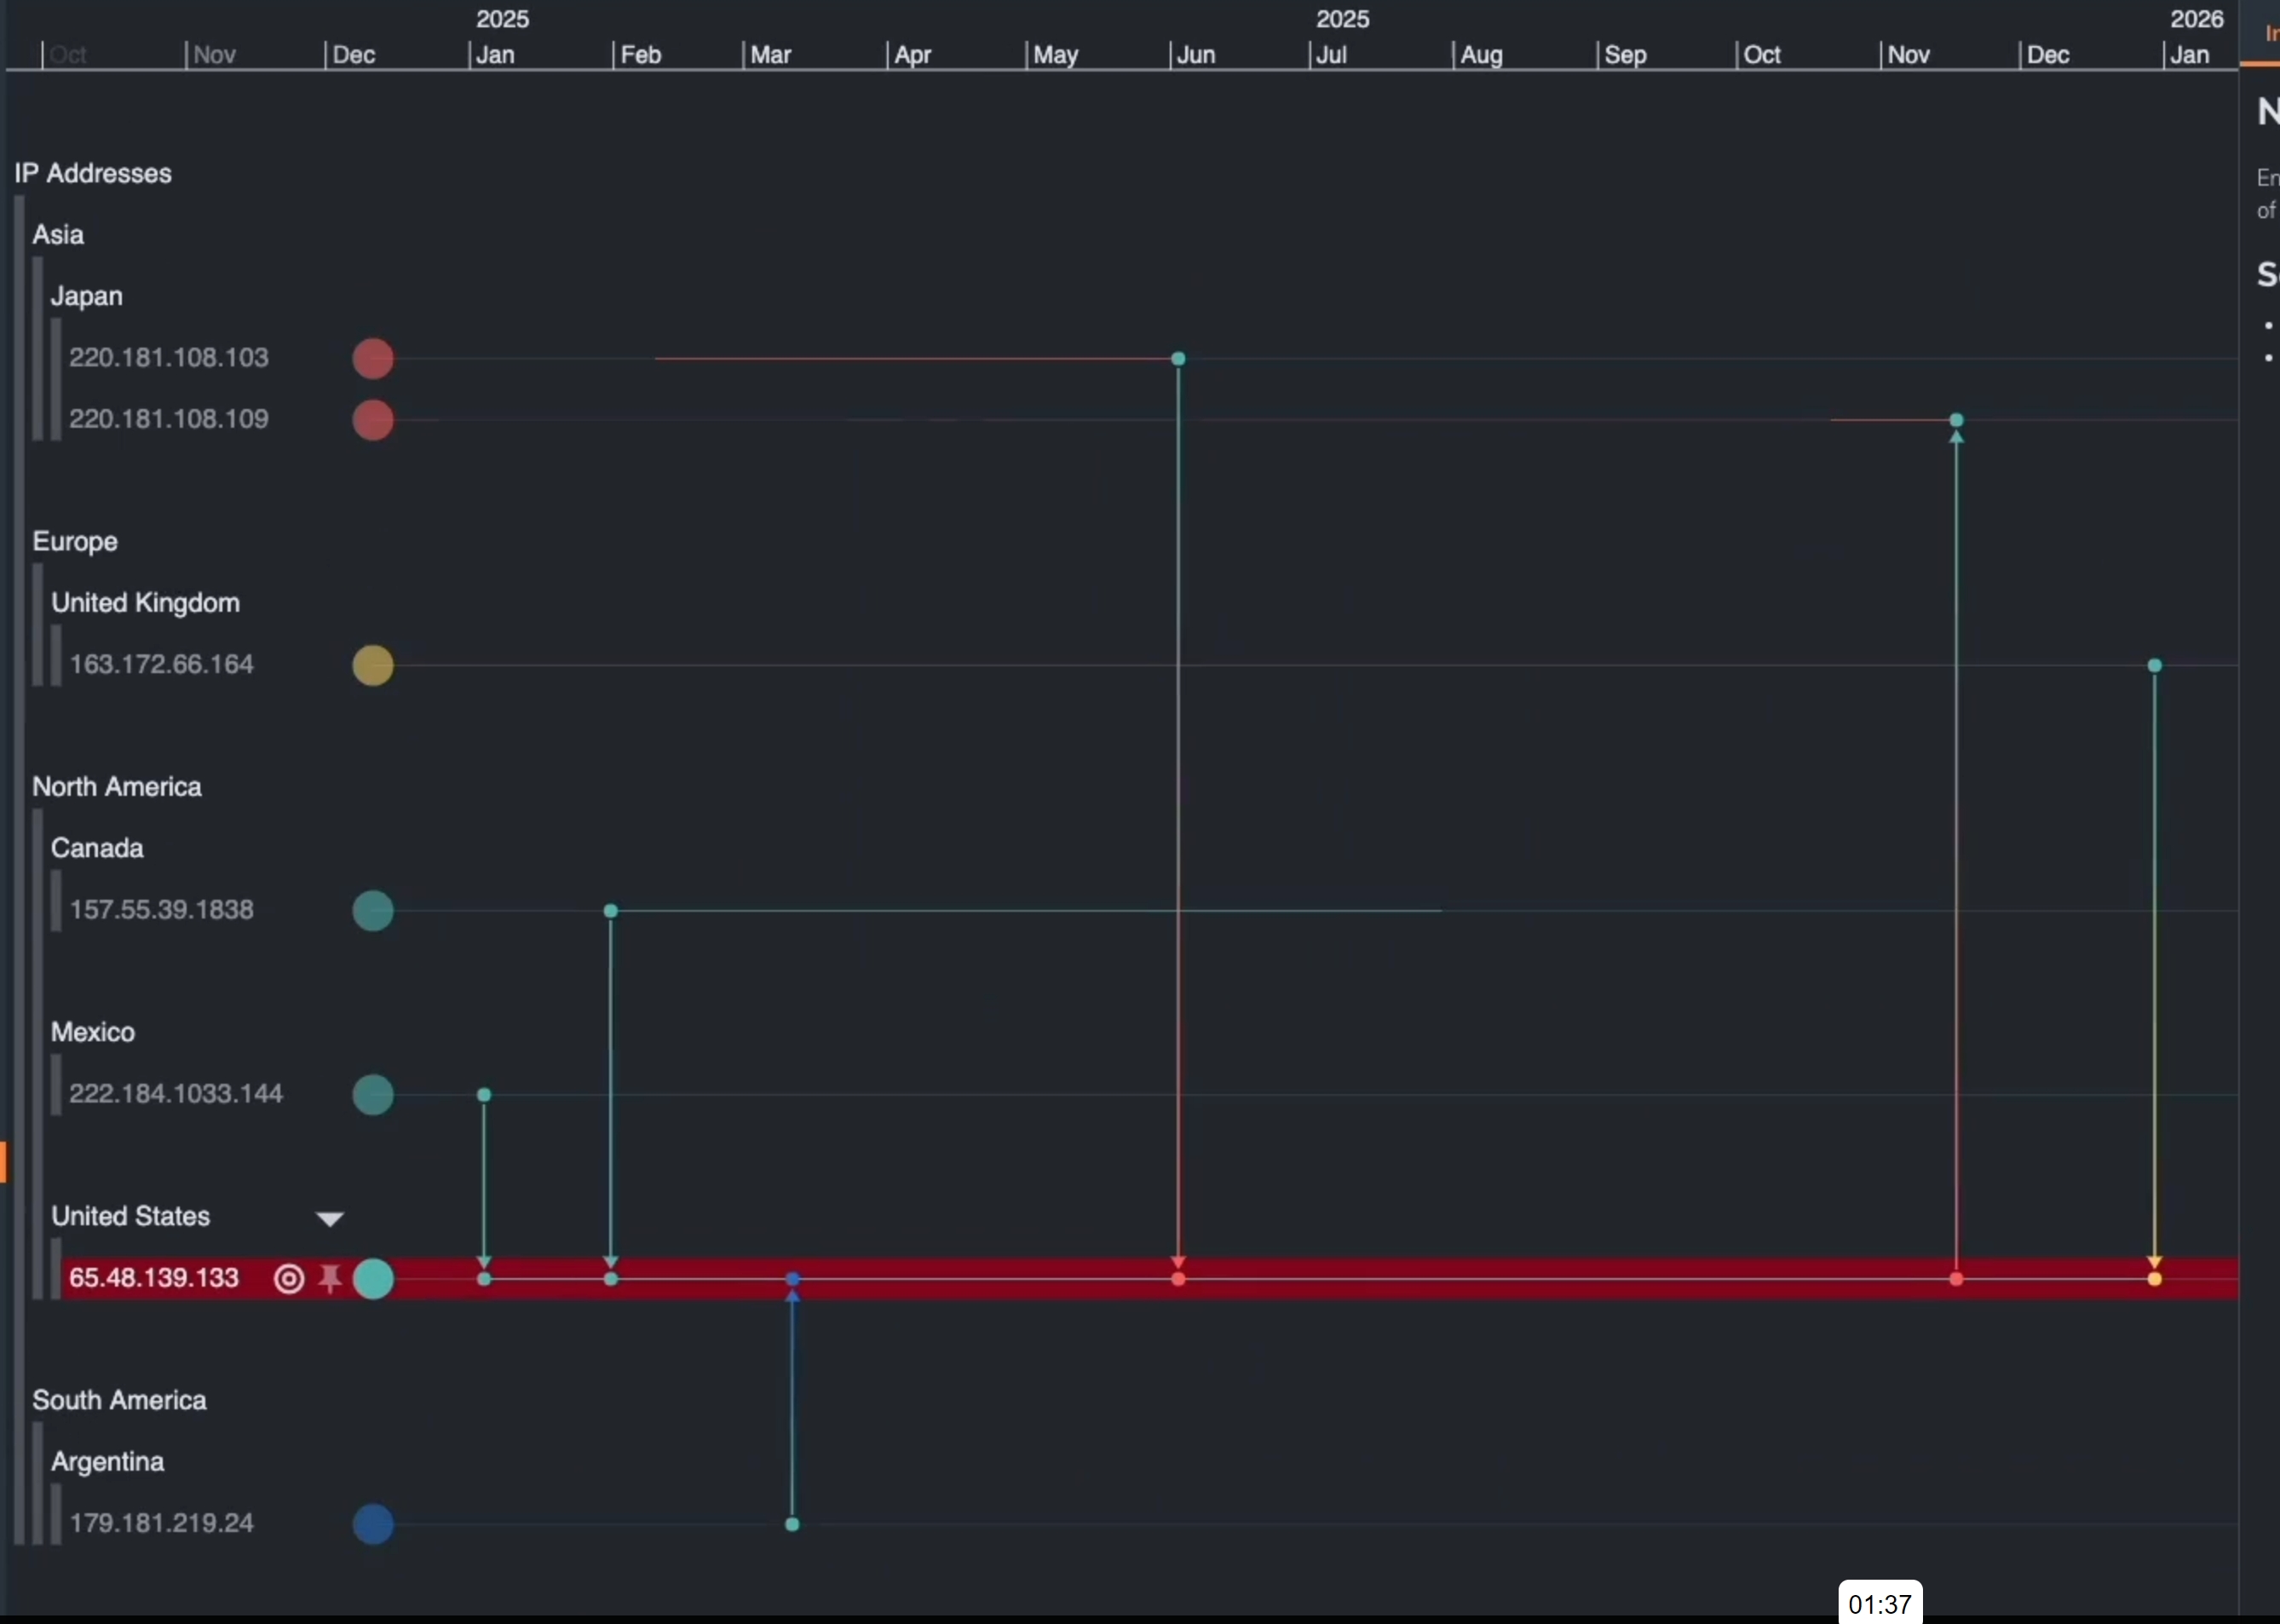 2025 2025 2026
Oct Nov Dec Jan Feb Mar Apr May Jun Jul Aug Sep Oct Nov Dec Jan
IP Addresses
Asia
Japan
220.181.108.103
220.181.108.109
Europe
United Kingdom
163.172.66.164
North America
Canada
157.55.39.1838
Mexico
222.184.1033.144
United States
65.48.139.133
South America
Argentina
179.181.219.24
of
01:37